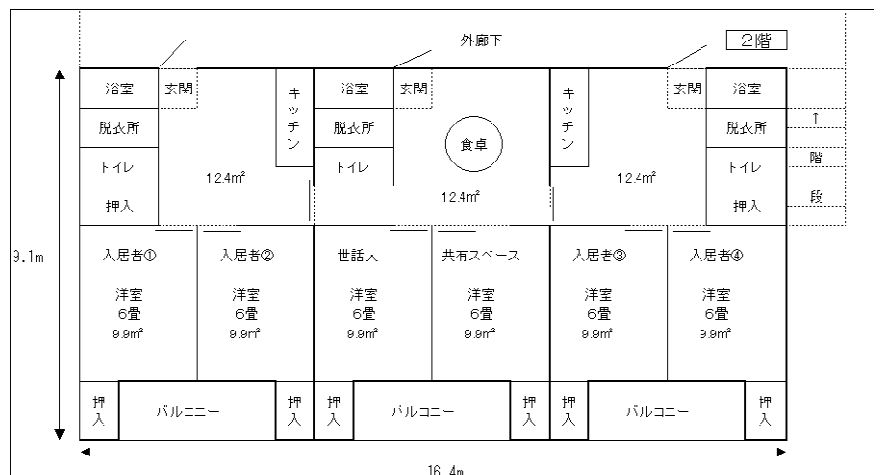 外廊下
2階
浴室
玄関
キッチン
浴室
玄関
キッチン
玄関
浴室
脱衣所
脱衣所
食卓
脱衣所
↑
トイレ
トイレ
トイレ
階
12.4㎡
12.4㎡
12.4㎡
押入
押入
段
9.1m
入居者①
入居者②
世話人
共有スペース
入居者③
入居者④
洋室
洋室
洋室
洋室
洋室
洋室
6畳
6畳
6畳
6畳
6畳
6畳
9.9㎡
9.9㎡
9.9㎡
9.9㎡
9.9㎡
9.9㎡
押入
バルコニー
押入
押入
バルコニー
押入
押入
バルコニー
押入
16.4m